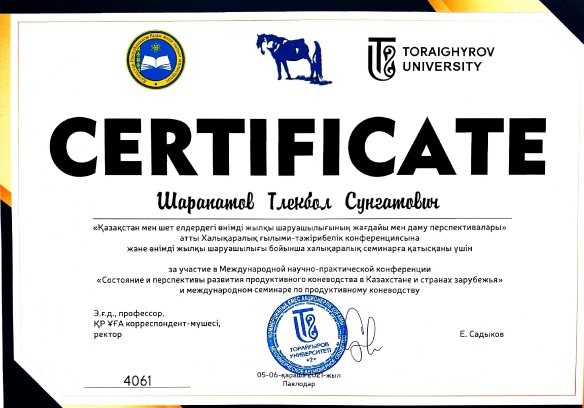 TORAIGHYROV
UNIVERSITY
CERTIFICATE
Шарапатов Тлекбол Сунгатович
«Қазақстан мен шет елдердегі өнімді жылқы шаруашылығының жағдайы мен даму перспективалары»
атты Халықаралық ғылыми-тәжірибелік конференциясына
және өнімді жылқы шаруашылығы бойынша халықаралық семинарға қатысқаны үшін
за участие в Международной научно-практической конференции
«Состояние и перспективы развития продуктивного коневодства в Казахстане и странах зарубежья»
и международном семинаре по продуктивному коневодству
Э.ғ.д., профессор,
ҚР ҰҒА корреспондент-мүшесі,
ректор
Е. Садыков
ТОРАЙҒЫРОВ
УНИВЕРСИТЕТІ
2
4061
05-06-қараша 2021-жыл
Павлодар